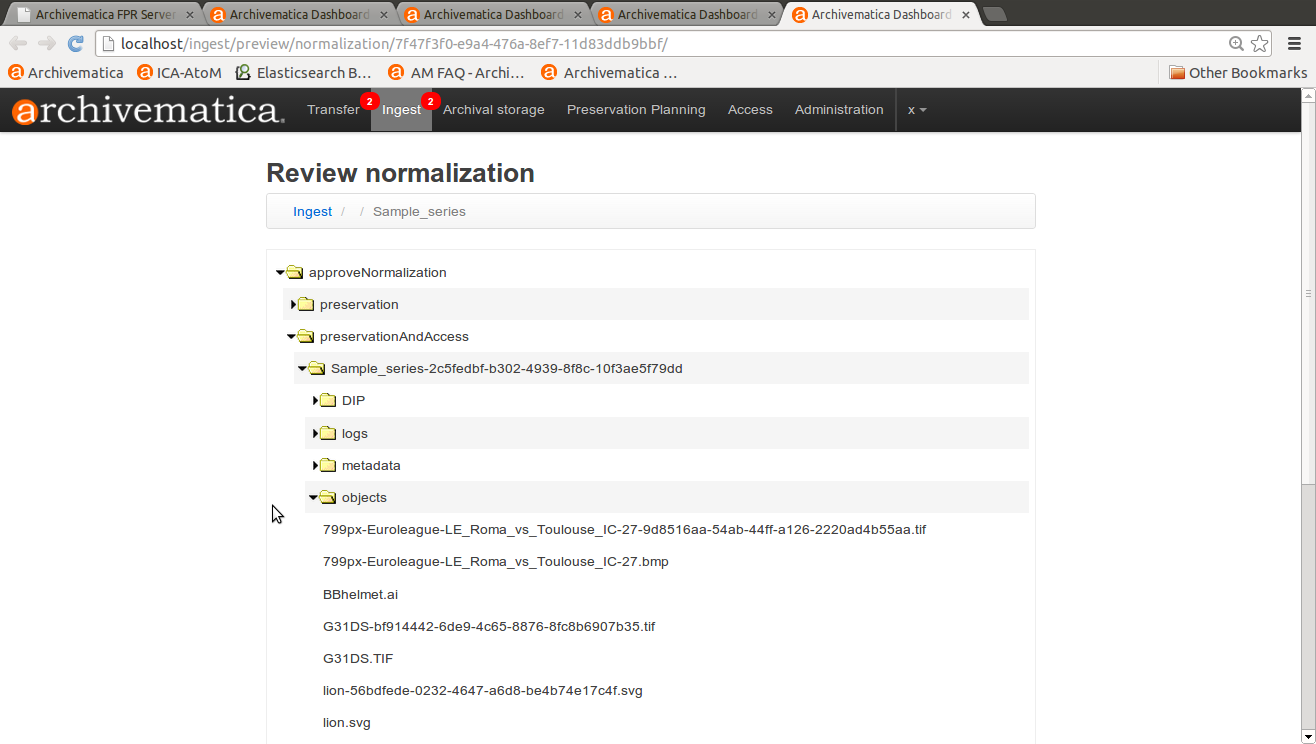 Archivematica FPR Server Archivematica Dashboard Archivematica Dashboard Archivematica Dashboard Archivematica Dashboard
localhost/ingest/preview/normalization/7f47f3f0-e9a4-476a-8ef7-11d83ddb9bbf/
Archivematica ICA-AtoM Elasticsearch B... AM FAQ - Archi... Archivematica ... Other Bookmarks
archivematica. Transfer 2 Ingest 2 Archival storage Preservation Planning Access Administration x
Review normalization
Ingest / / Sample_series
approveNormalization
preservation
preservationAndAccess
Sample_series-2c5fedbf-b302-4939-8f8c-10f3ae5f79dd
DIP
logs
metadata
objects
799px-Euroleague-LE_Roma_vs_Toulouse_IC-27-9d8516aa-54ab-44ff-a126-2220ad4b55aa.tif
799px-Euroleague-LE_Roma_vs_Toulouse_IC-27.bmp
BBhelmet.ai
G31DS-bf914442-6de9-4c65-8876-8fc8b6907b35.tif
G31DS.TIF
lion-56bdfede-0232-4647-a6d8-be4b74e17c4f.svg
lion.svg